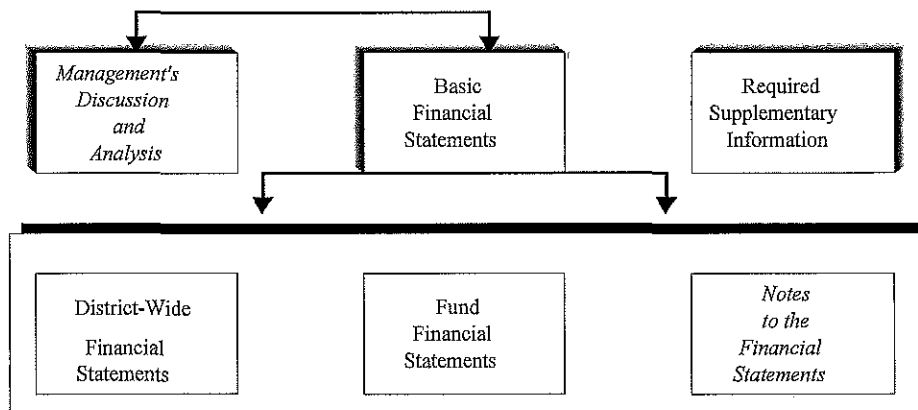 Management's
Discussion
and
Analysis
Basic
Financial
Statements
Required
Supplementary
Information
District-Wide
Financial
Statements
Fund
Financial
Statements
Notes
to the
Financial
Statements